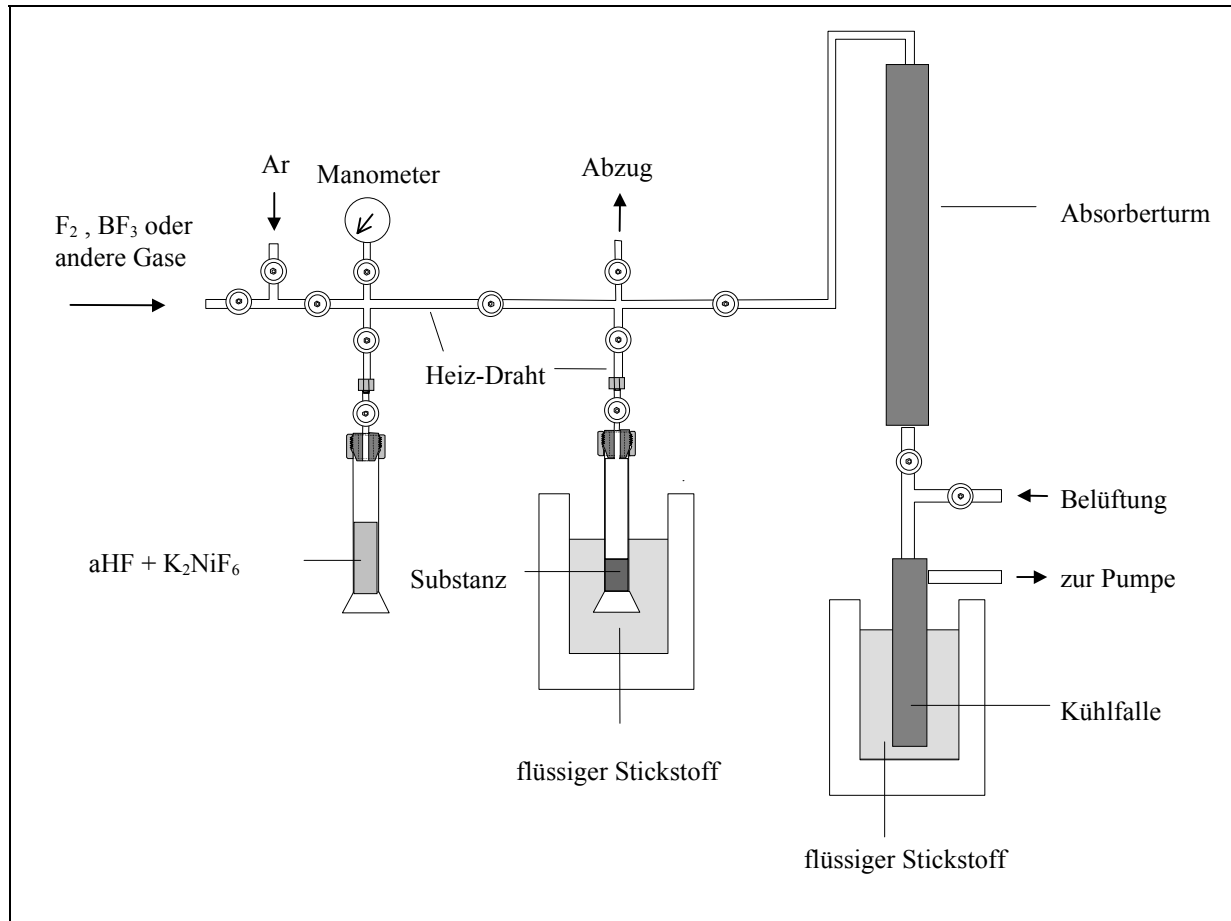 Ar
Manometer
Abzug
F₂ , BF₃ oder
andere Gase
Absorberturm
Heiz-Draht
aHF + K₂NiF₆
Substanz
Belüftung
zur Pumpe
Kühlfalle
flüssiger Stickstoff
flüssiger Stickstoff